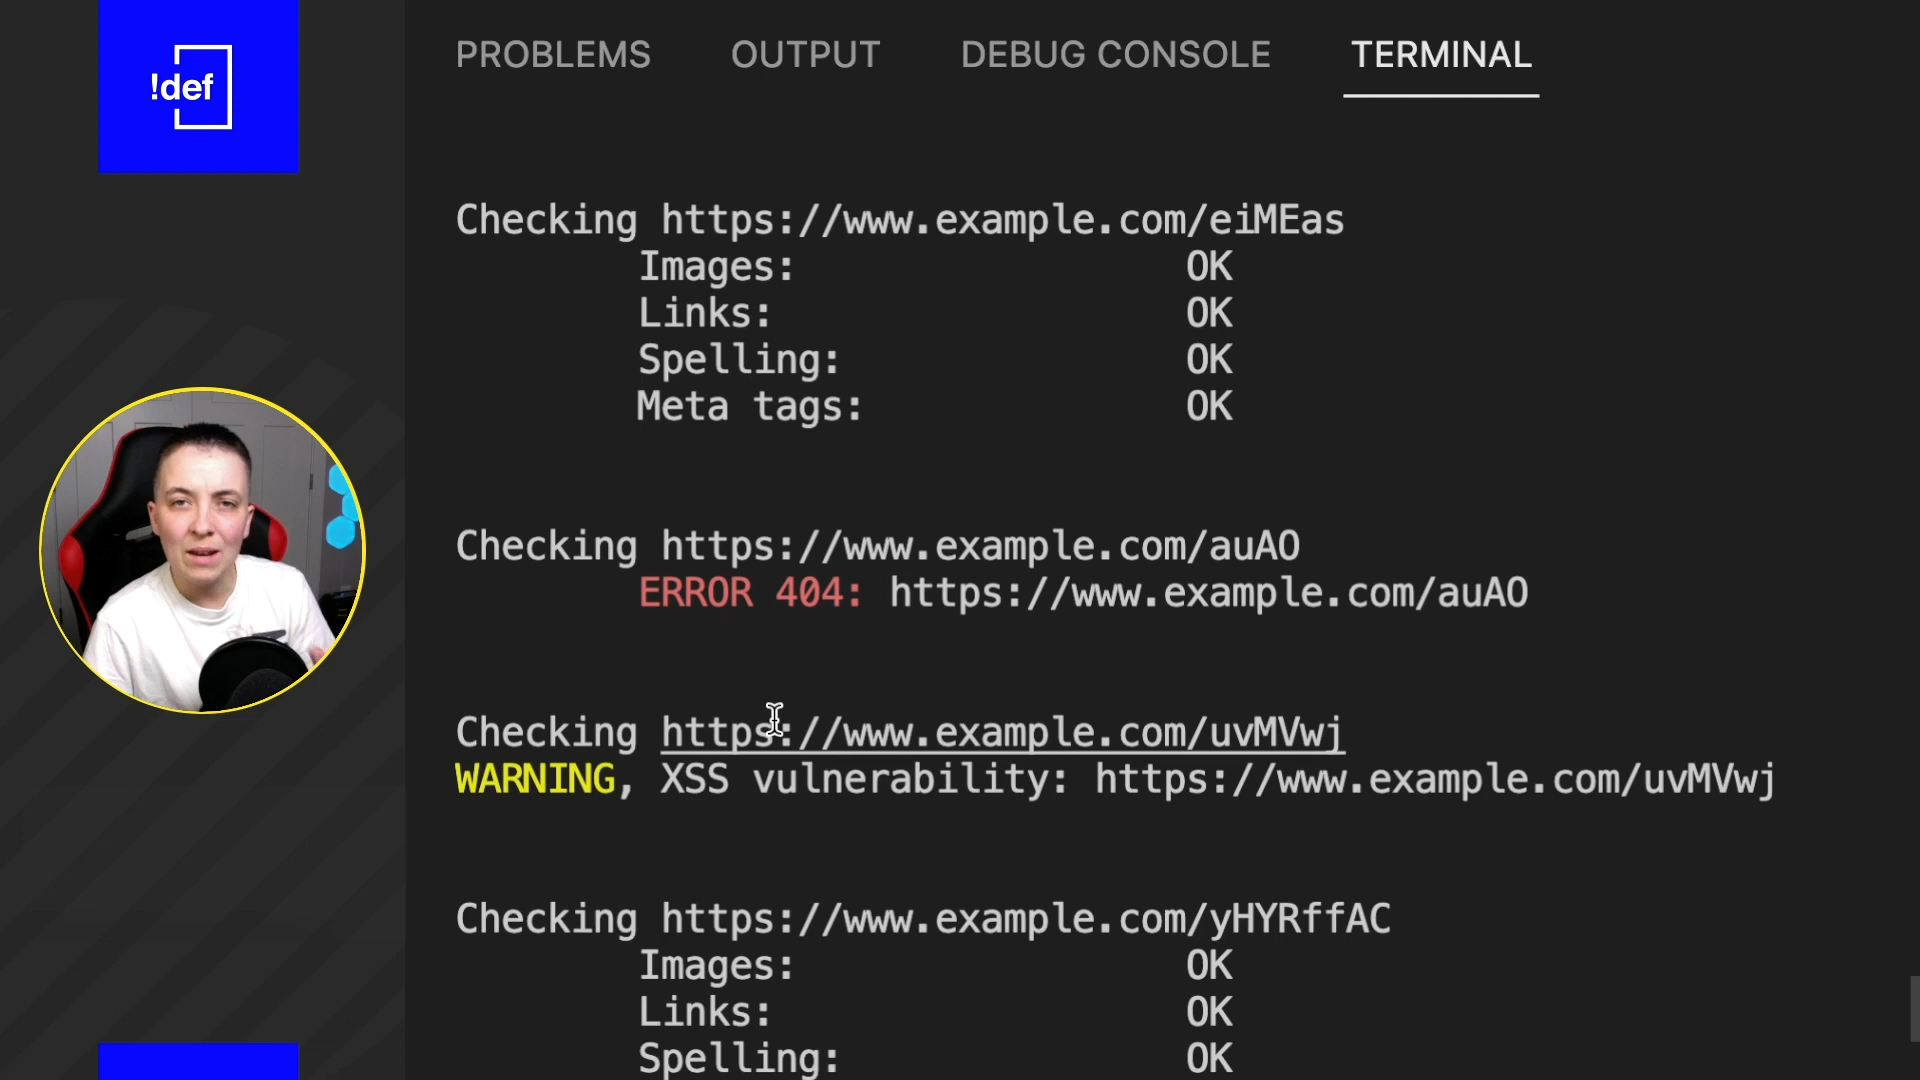 !def
PROBLEMS OUTPUT DEBUG CONSOLE TERMINAL
Checking https://www.example.com/eiMEas
Images: OK
Links: OK
Spelling: OK
Meta tags: OK
Checking https://www.example.com/auAO
ERROR 404: https://www.example.com/auAO
Checking https://www.example.com/uvMVwj
WARNING, XSS vulnerability: https://www.example.com/uvMVwj
Checking https://www.example.com/yHYRffAC
Images: OK
Links: OK
Spelling: OK